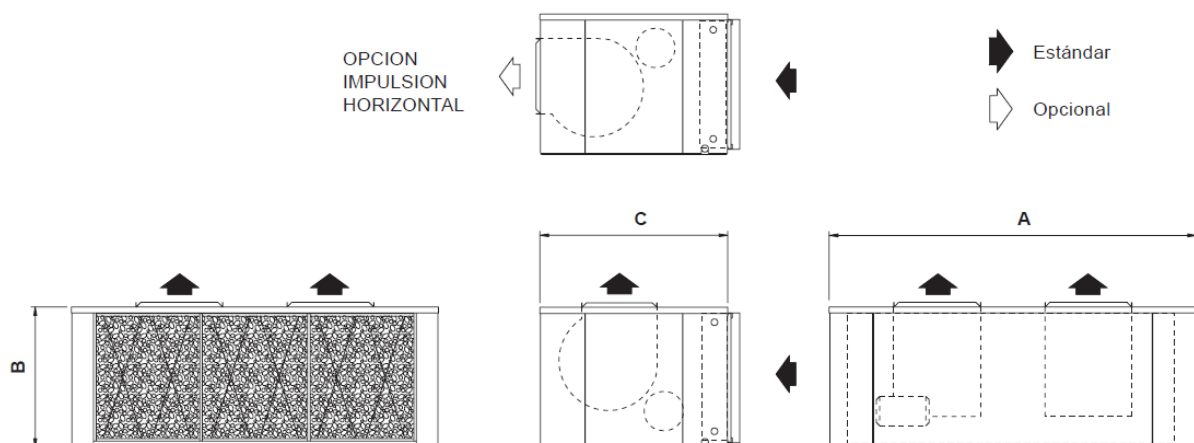 OPCION
IMPULSION
HORIZONTAL
Estándar
Opcional
C
A
B